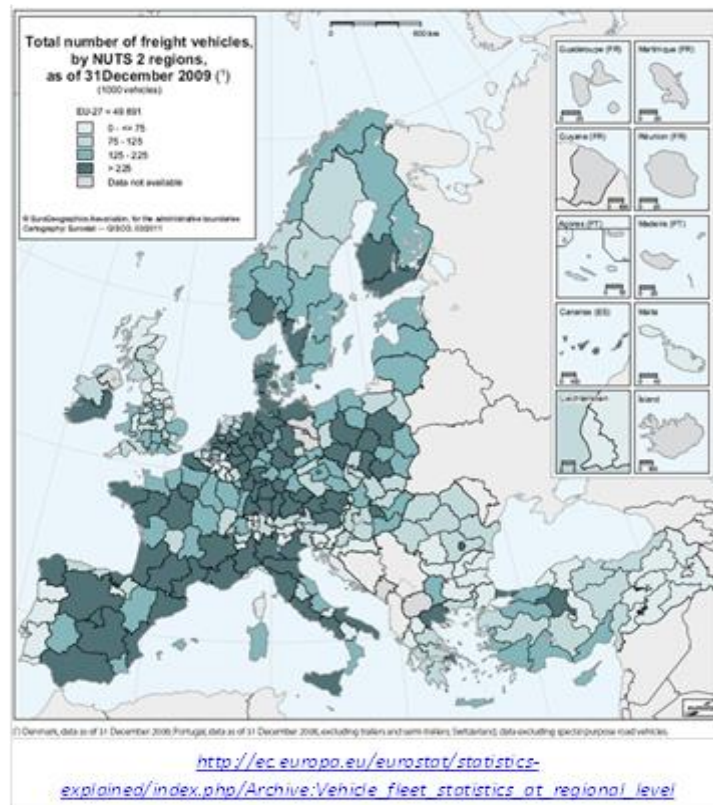 Total number of freight vehicles,
by NUTS 2 regions,
as of 31December 2009 (¹)
(1000 vehicles)
EU-27 = 49 891
0 - <= 75
75 - 125
125 - 225
> 225
Data not available
© EuroGeographics Association, for the administrative boundaries
Cartography: Eurostat — GISCO, 03/2011
600 km
Guadeloupe (FR)
Martinique (FR)
Guyane (FR)
Réunion (FR)
Açores (PT)
Madeira (PT)
Canarias (ES)
Malta
Liechtenstein
Island
(¹) Denmark, data as of 31 December 2008; Portugal, data as of 31 December 2006, excluding trailers and semi-trailers; Switzerland, data excluding special purpose road vehicles.
http://ec.europa.eu/eurostat/statistics-
explained/index.php/Archive:Vehicle_fleet_statistics_at_regional_level